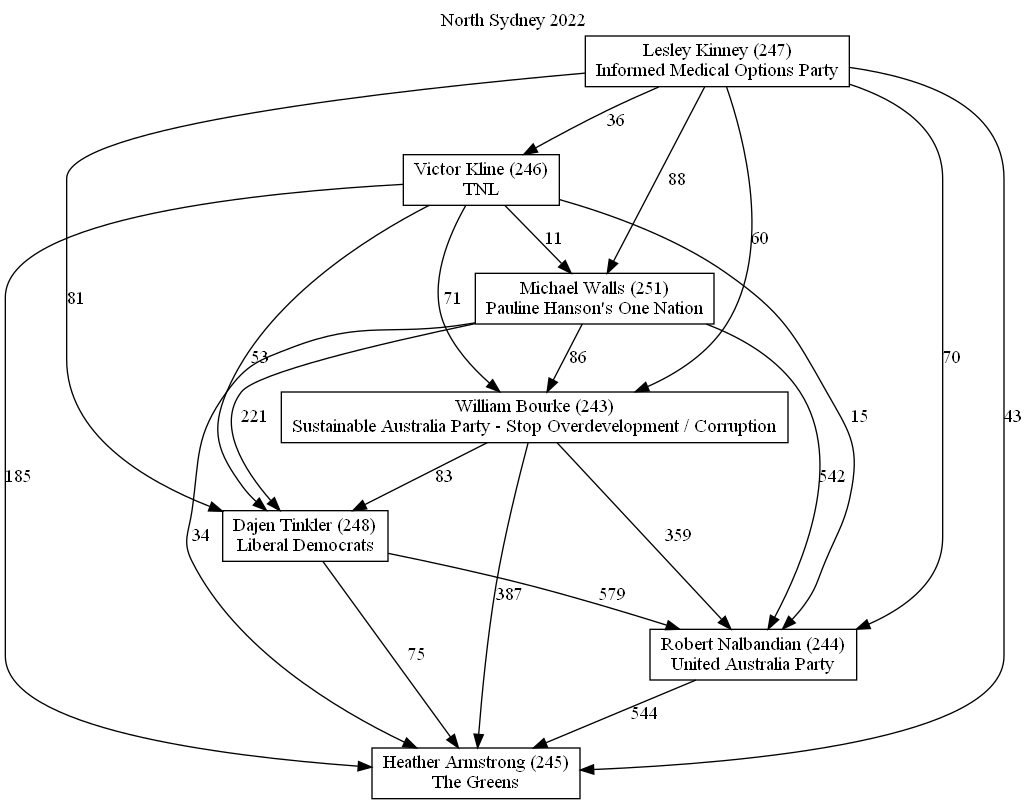 North Sydney 2022
Lesley Kinney (247)
Informed Medical Options Party
36
Victor Kline (246)
TNL
88
60
11
Michael Walls (251)
Pauline Hanson's One Nation
81
71
53
86
70
William Bourke (243)
Sustainable Australia Party - Stop Overdevelopment / Corruption
221
15
43
185
83
542
Dajen Tinkler (248)
Liberal Democrats
34
359
387
579
Robert Nalbandian (244)
United Australia Party
75
544
Heather Armstrong (245)
The Greens